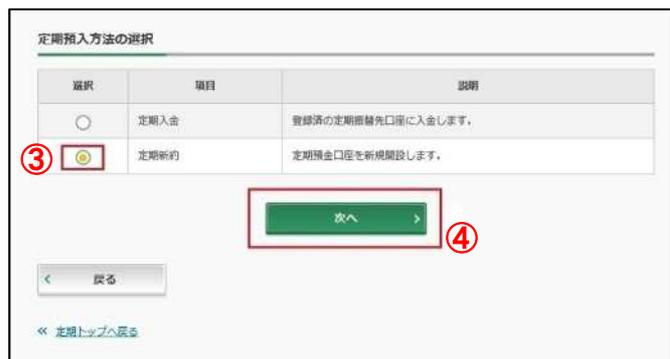 定期預入方法の選択
選択 項目 説明
定期入金 登録済の定期振替先口座に入金します。
③ 定期新約 定期預金口座を新規開設します。
次へ >
④
< 戻る
≪ 定期トップへ戻る